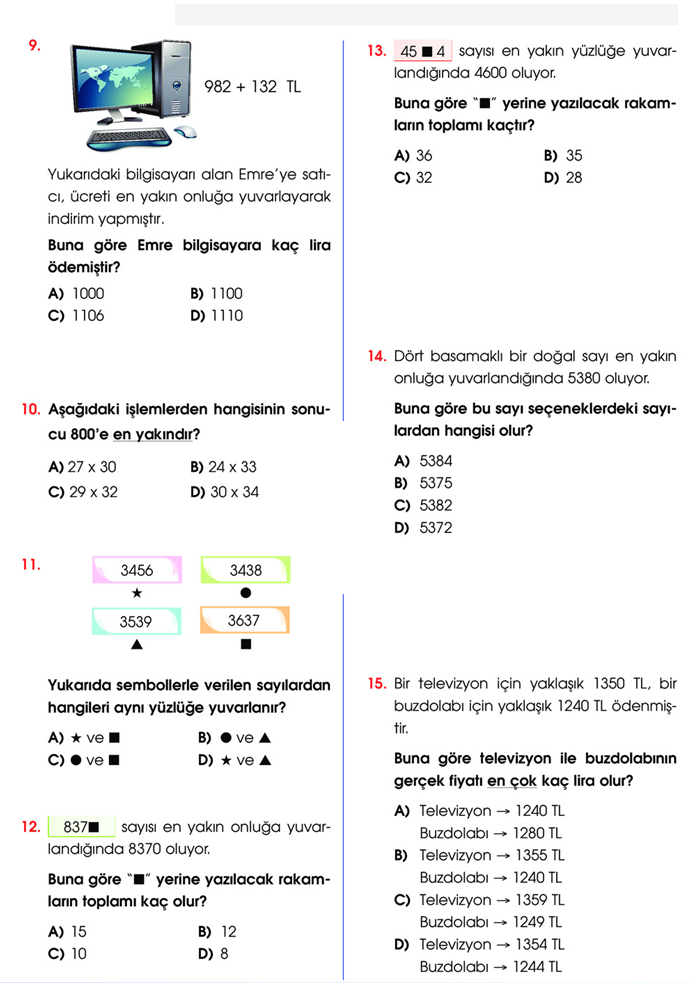 9.
982 + 132 TL
Yukarıdaki bilgisayarı alan Emre'ye satı-
cı, ücreti en yakın onluğa yuvarlayarak
indirim yapmıştır.
Buna göre Emre bilgisayara kaç lira
ödemiştir?
A) 1000 B) 1100
C) 1106 D) 1110
10. Aşağıdaki işlemlerden hangisinin sonu-
cu 800'e en yakındır?
A) 27 x 30 B) 24 x 33
C) 29 x 32 D) 30 x 34
11.
3456 3438
★ ●
3539 3637
▲ ■
Yukarıda sembollerle verilen sayılardan
hangileri aynı yüzlüğe yuvarlanır?
A) ★ ve ■ B) ● ve ▲
C) ● ve ■ D) ★ ve ▲
12. 837■ sayısı en yakın onluğa yuvar-
landığında 8370 oluyor.
Buna göre "■" yerine yazılacak rakam-
ların toplamı kaç olur?
A) 15 B) 12
C) 10 D) 8
13. 45 ■ 4 sayısı en yakın yüzlüğe yuvar-
landığında 4600 oluyor.
Buna göre "■" yerine yazılacak rakam-
ların toplamı kaçtır?
A) 36 B) 35
C) 32 D) 28
14. Dört basamaklı bir doğal sayı en yakın
onluğa yuvarlandığında 5380 oluyor.
Buna göre bu sayı seçeneklerdeki sayı-
lardan hangisi olur?
A) 5384
B) 5375
C) 5382
D) 5372
15. Bir televizyon için yaklaşık 1350 TL, bir
buzdolabı için yaklaşık 1240 TL ödenmiş-
tir.
Buna göre televizyon ile buzdolabının
gerçek fiyatı en çok kaç lira olur?
A) Televizyon → 1240 TL
Buzdolabı → 1280 TL
B) Televizyon → 1355 TL
Buzdolabı → 1240 TL
C) Televizyon → 1359 TL
Buzdolabı → 1249 TL
D) Televizyon → 1354 TL
Buzdolabı → 1244 TL